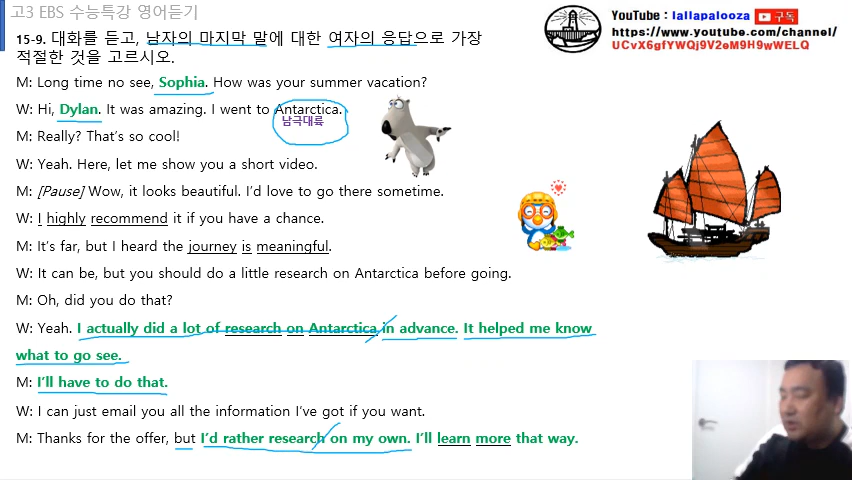 고3 EBS 수능특강 영어듣기
YouTube : lallapalooza 구독
https://www.youtube.com/channel/
UCvX6gfYWQj9V2eM9H9wWELQ
15-9. 대화를 듣고, 남자의 마지막 말에 대한 여자의 응답으로 가장
적절한 것을 고르시오.
M: Long time no see, Sophia. How was your summer vacation?
W: Hi, Dylan. It was amazing. I went to Antarctica.
남극대륙
M: Really? That's so cool!
W: Yeah. Here, let me show you a short video.
M: [Pause] Wow, it looks beautiful. I'd love to go there sometime.
W: I highly recommend it if you have a chance.
M: It's far, but I heard the journey is meaningful.
W: It can be, but you should do a little research on Antarctica before going.
M: Oh, did you do that?
W: Yeah. I actually did a lot of research on Antarctica in advance. It helped me know
what to go see.
M: I'll have to do that.
W: I can just email you all the information I've got if you want.
M: Thanks for the offer, but I'd rather research on my own. I'll learn more that way.